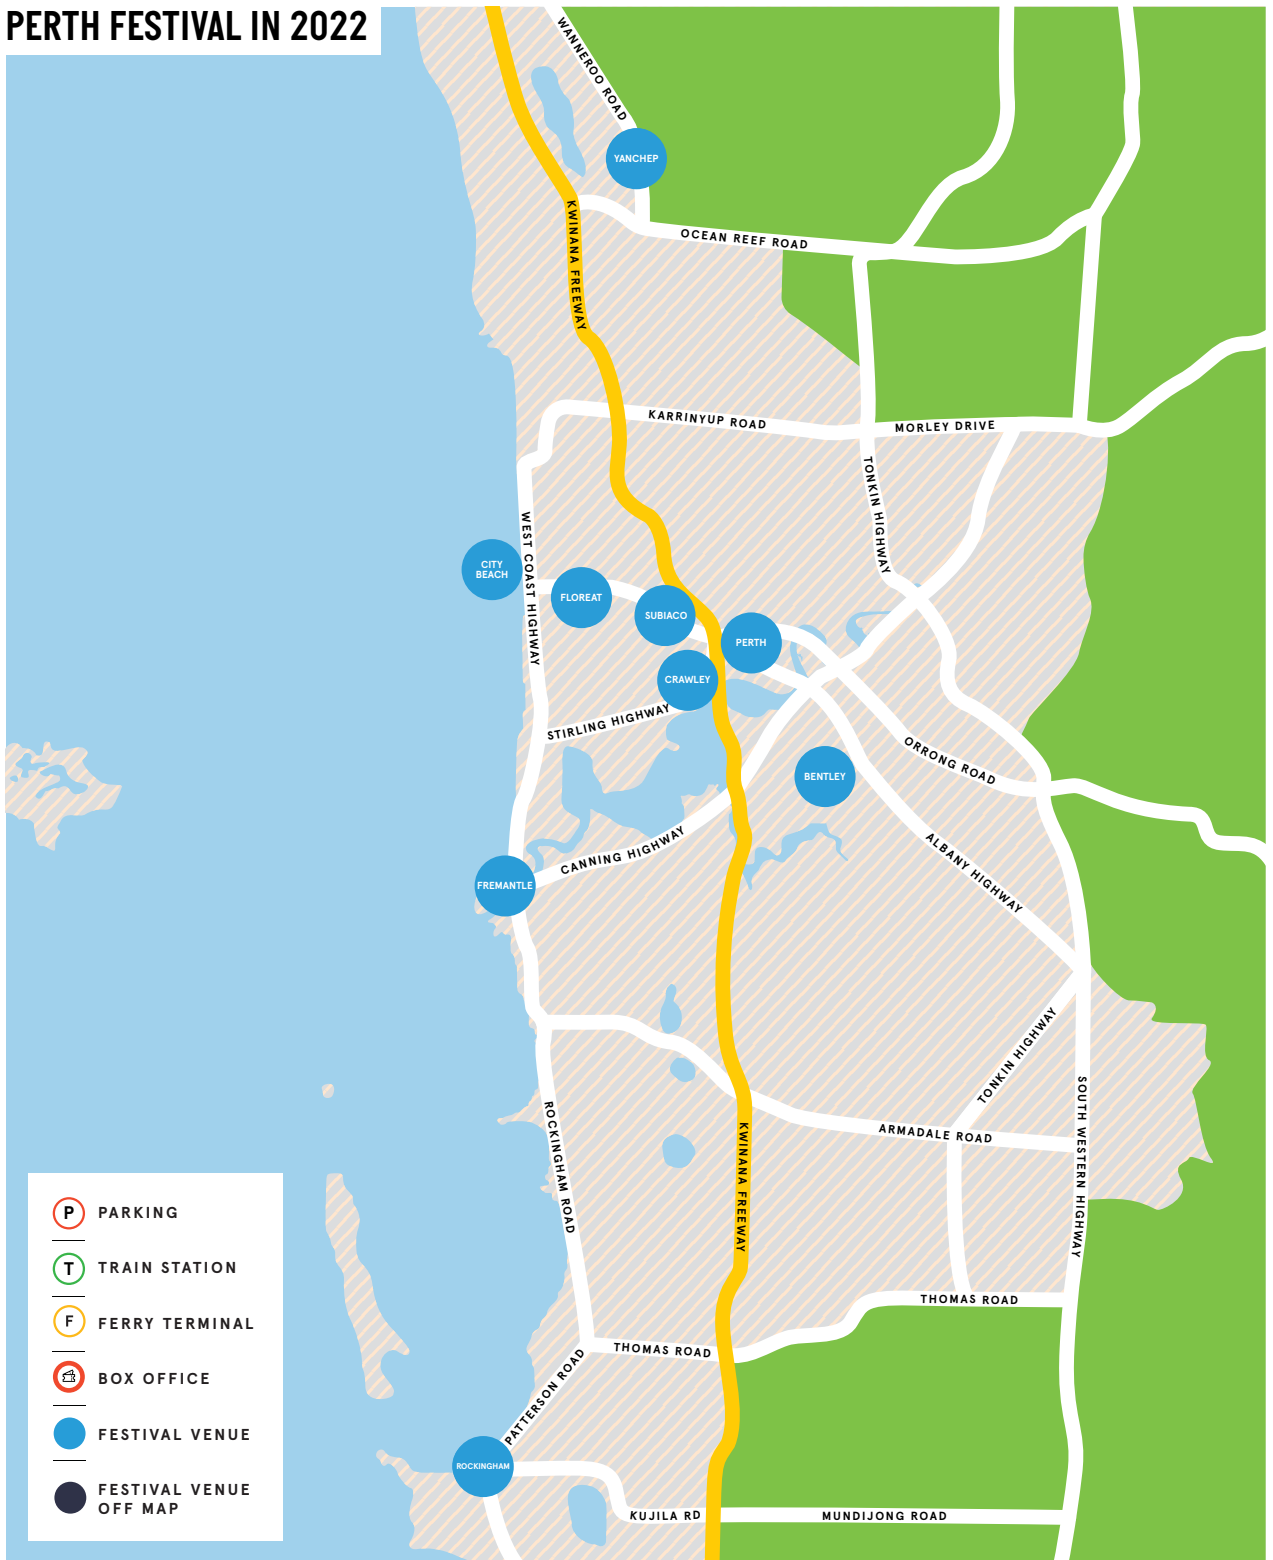 PERTH FESTIVAL IN 2022
WANNEROO ROAD
YANCHEP
KWINANA FREEWAY
OCEAN REEF ROAD
KARRINYUP ROAD
MORLEY DRIVE
TONKIN HIGHWAY
WEST COAST HIGHWAY
CITY
BEACH
FLOREAT
SUBIACO
PERTH
CRAWLEY
STIRLING HIGHWAY
ORRONG ROAD
BENTLEY
CANNING HIGHWAY
ALBANY HIGHWAY
FREMANTLE
TONKIN HIGHWAY
SOUTH WESTERN HIGHWAY
ROCKINGHAM ROAD
KWINANA FREEWAY
ARMADALE ROAD
THOMAS ROAD
THOMAS ROAD
PATTERSON ROAD
ROCKINGHAM
KUJILA RD
MUNDIJONG ROAD
P PARKING
T TRAIN STATION
F FERRY TERMINAL
BOX OFFICE
FESTIVAL VENUE
FESTIVAL VENUE
OFF MAP